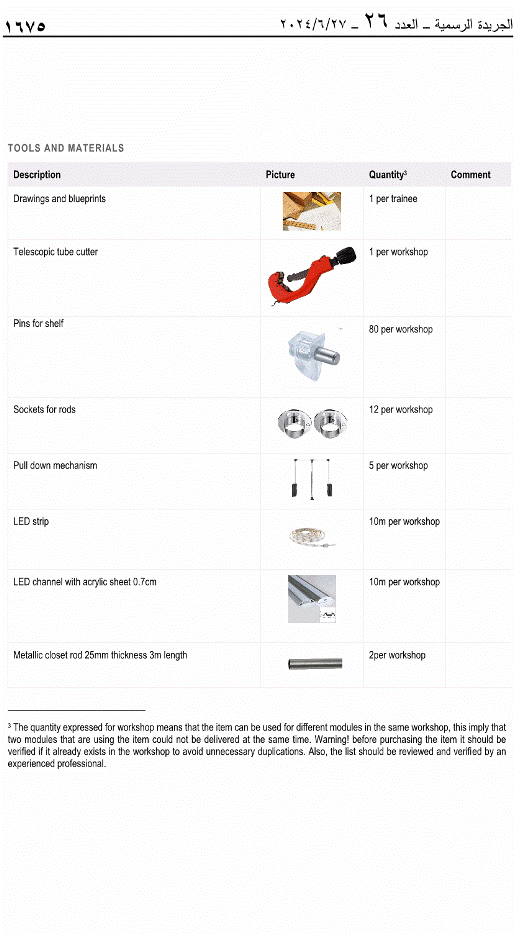 ١٦٧٥ الجريدة الرسمية ــ العدد ٢٦ ــ ٢٠٢٤/٦/٢٧
TOOLS AND MATERIALS
Description Picture Quantity³ Comment
Drawings and blueprints 1 per trainee
Telescopic tube cutter 1 per workshop
Pins for shelf 80 per workshop
Sockets for rods 12 per workshop
Pull down mechanism 5 per workshop
LED strip 10m per workshop
LED channel with acrylic sheet 0.7cm 10m per workshop
Metallic closet rod 25mm thickness 3m length 2per workshop
³ The quantity expressed for workshop means that the item can be used for different modules in the same workshop, this imply that
two modules that are using the item could not be delivered at the same time. Warning! before purchasing the item it should be
verified if it already exists in the workshop to avoid unnecessary duplications. Also, the list should be reviewed and verified by an
experienced professional.